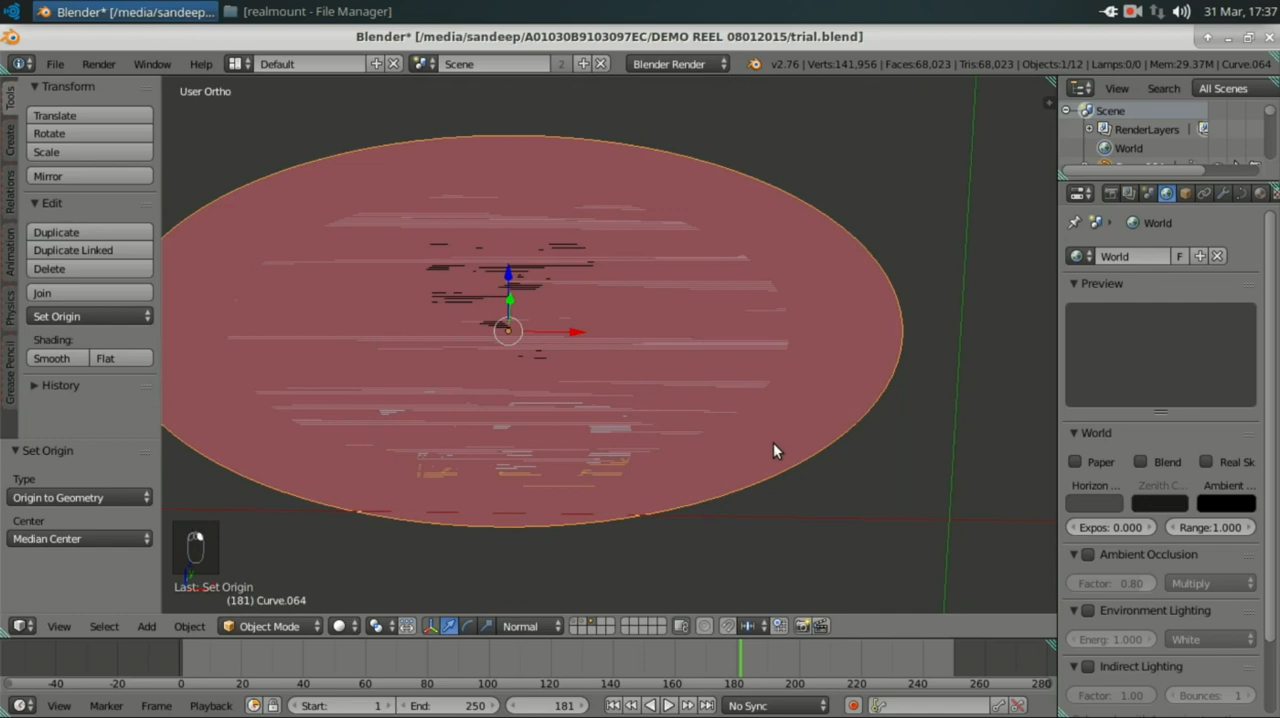 Blender* [/media/sandeep... [realmount - File Manager] 31 Mar, 17:37
Blender* [/media/sandeep/A01030B9103097EC/DEMO REEL 08012015/trial.blend]
File Render Window Help Default Scene 2 Blender Render v2.76 | Verts:141,956 | Faces:68,023 | Tris:68,023 | Objects:1/12 | Lamps:0/0 | Mem:29.37M | Curve.064
Tools
Create
Relations
Animation
Physics
Grease Pencil
Transform
Translate
Rotate
Scale
Mirror
Edit
Duplicate
Duplicate Linked
Delete
Join
Set Origin
Shading:
Smooth Flat
History
Set Origin
Type
Origin to Geometry
Center
Median Center
User Ortho
Last: Set Origin
(181) Curve.064
View Search All Scenes
Scene
RenderLayers
World
World
World F
Preview
World
Paper Blend Real Sk
Horizon ... Zenith C... Ambient ...
Expos: 0.000 Range:1.000
Ambient Occlusion
Factor: 0.80 Multiply
Environment Lighting
Energ: 1.000 White
Indirect Lighting
Factor: 1.00 Bounces: 1
View Select Add Object Object Mode Normal
-40 -20 0 20 40 60 80 100 120 140 160 180 200 220 240 260 280
View Marker Frame Playback Start: 1 End: 250 181 No Sync